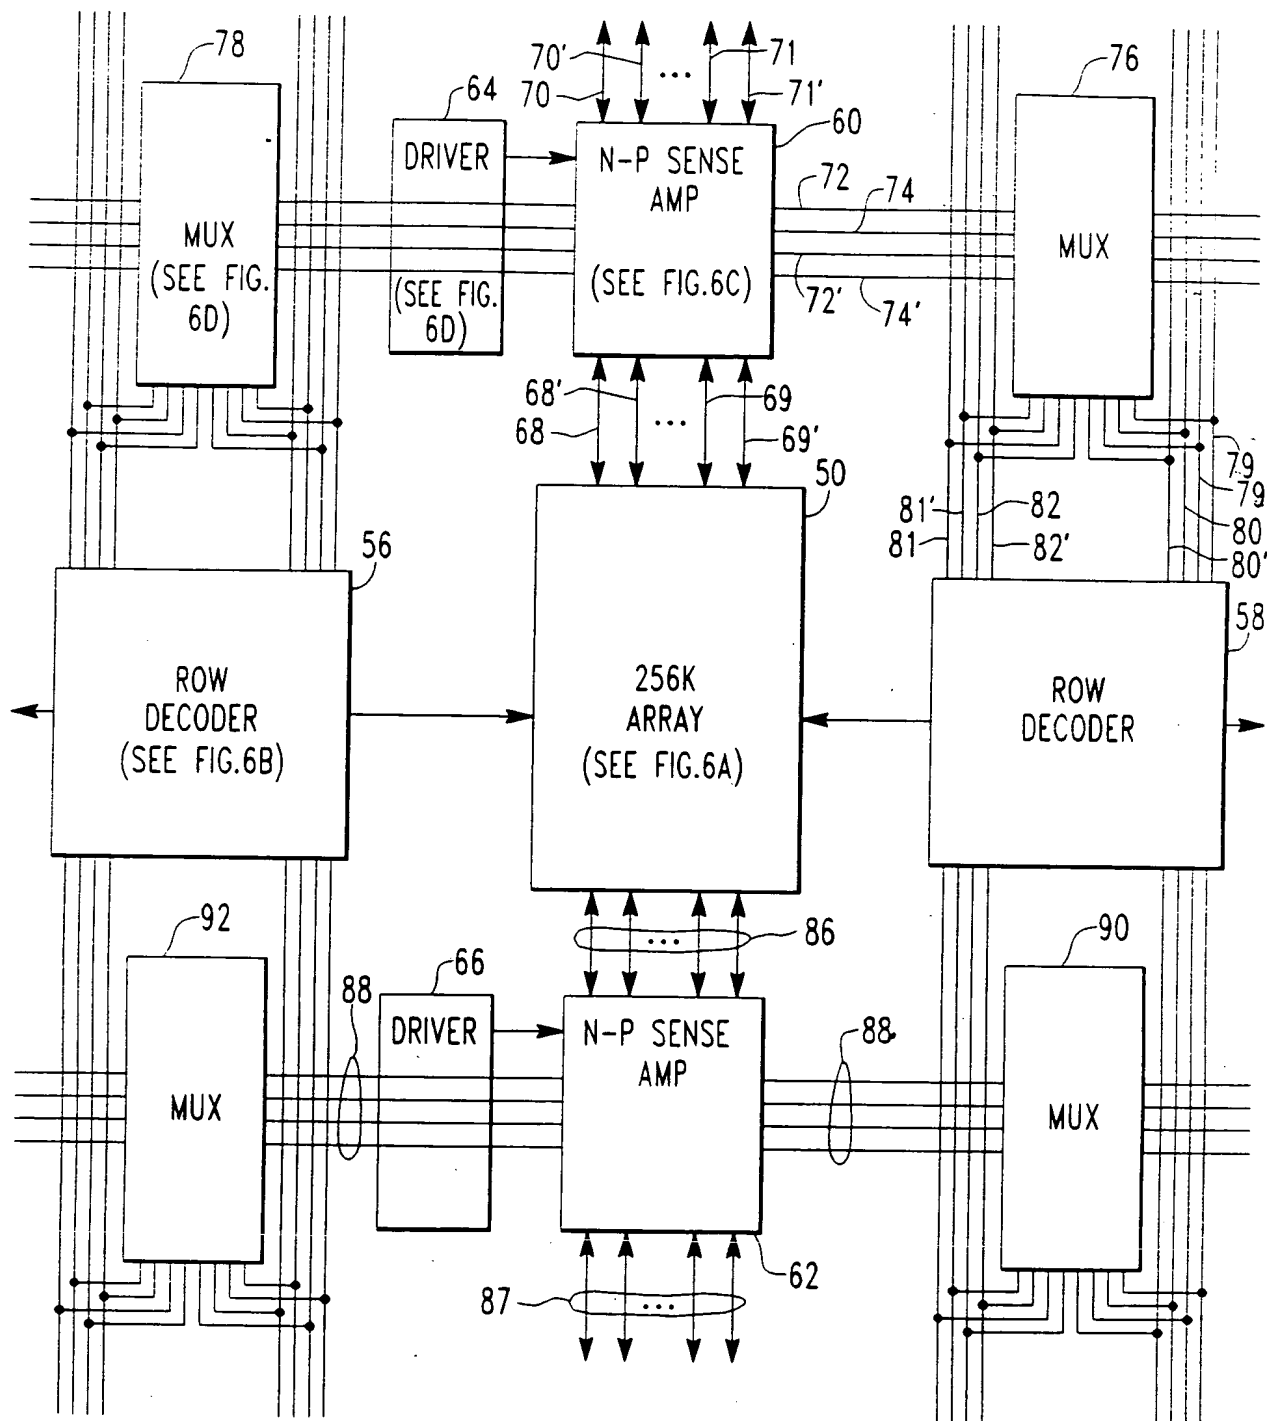 78
70'
70
71
71'
76
64
60
DRIVER
N-P SENSE
AMP
(SEE FIG.6C)
72
74
72'
74'
MUX
(SEE FIG.
6D)
(SEE FIG.
6D)
MUX
68'
68
69
69'
50
81'
81
82
82'
79
79
80
80'
56
58
ROW
DECODER
(SEE FIG.6B)
256K
ARRAY
(SEE FIG.6A)
ROW
DECODER
92
86
90
88
66
DRIVER
N-P SENSE
AMP
88
MUX
MUX
87
62